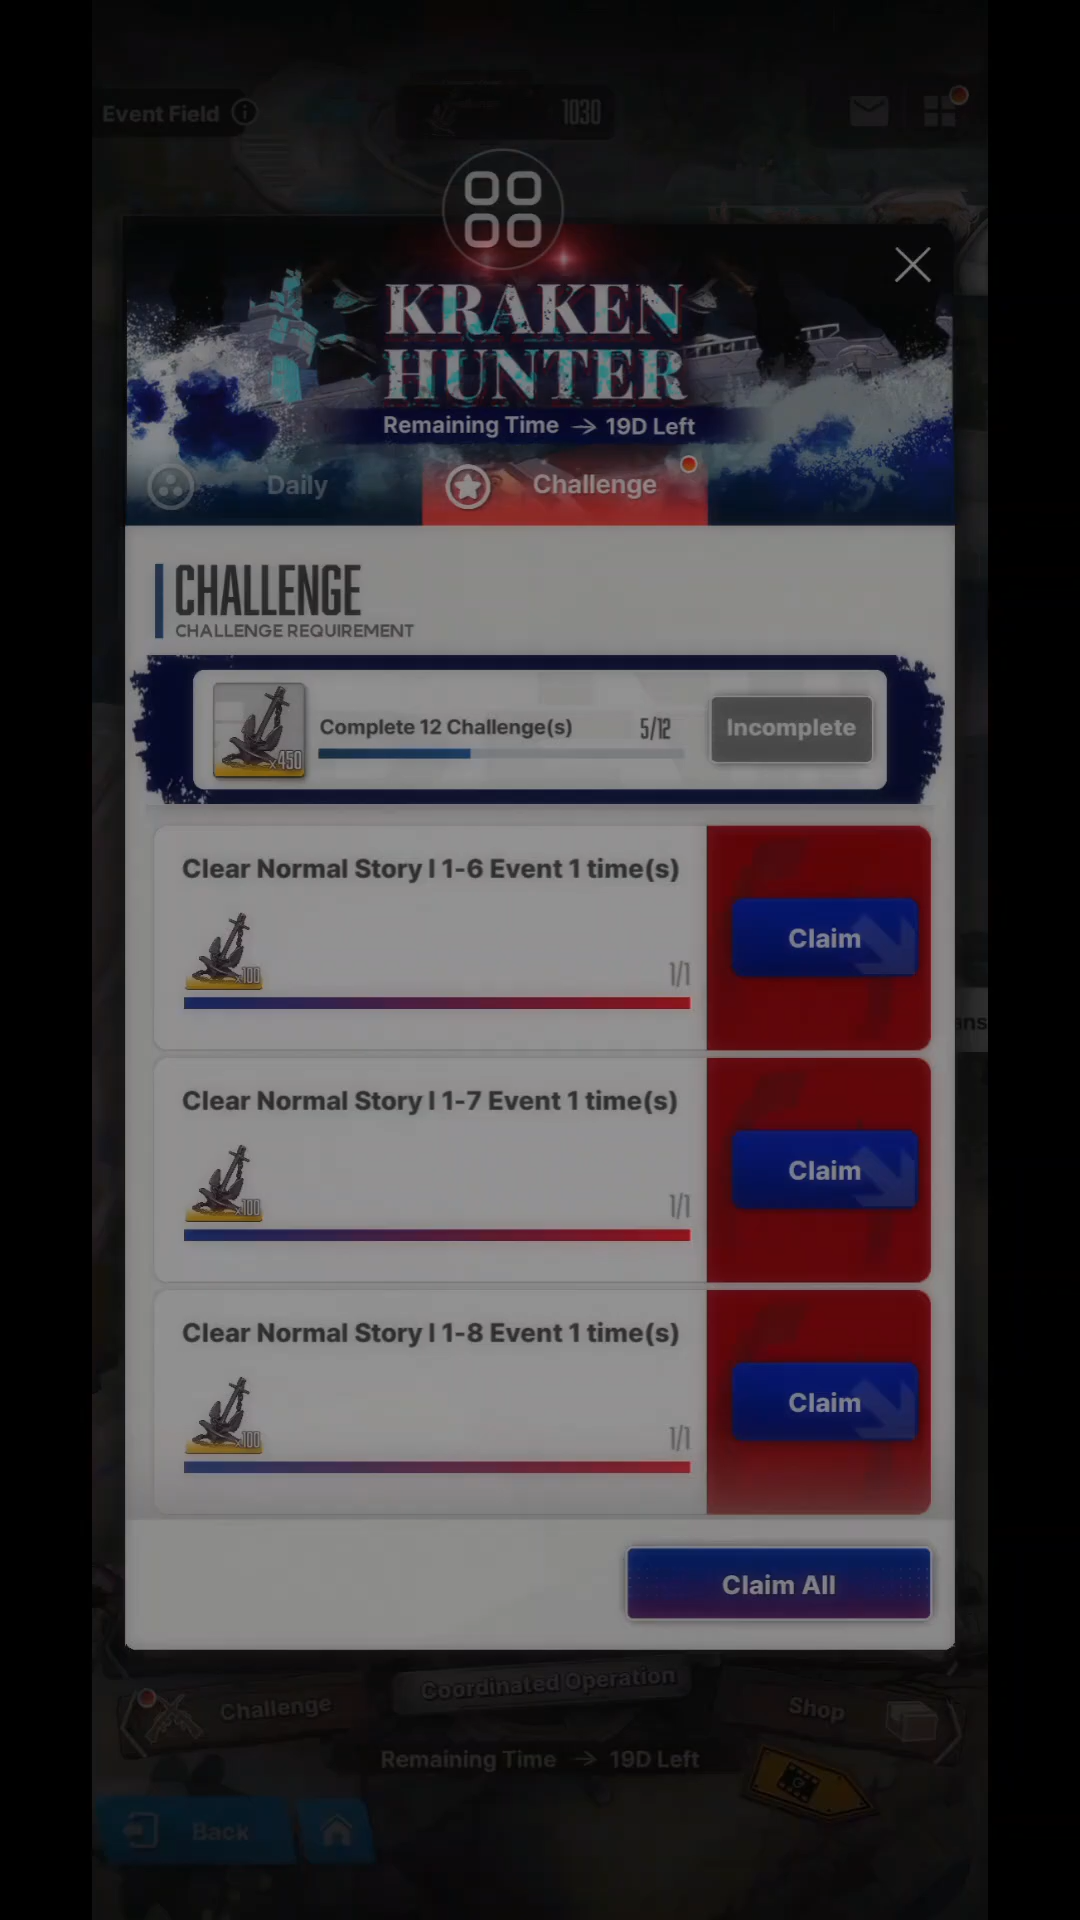 Event Field
1030
KRAKEN
HUNTER
Remaining Time → 19D Left
Daily
Challenge
CHALLENGE
CHALLENGE REQUIREMENT
x450
Complete 12 Challenge(s)
5/12
Incomplete
Clear Normal Story I 1-6 Event 1 time(s)
x100
1/1
Claim
Clear Normal Story I 1-7 Event 1 time(s)
x100
1/1
Claim
Clear Normal Story I 1-8 Event 1 time(s)
x100
1/1
Claim
Claim All
Challenge
Coordinated Operation
Shop
Remaining Time → 19D Left
Back